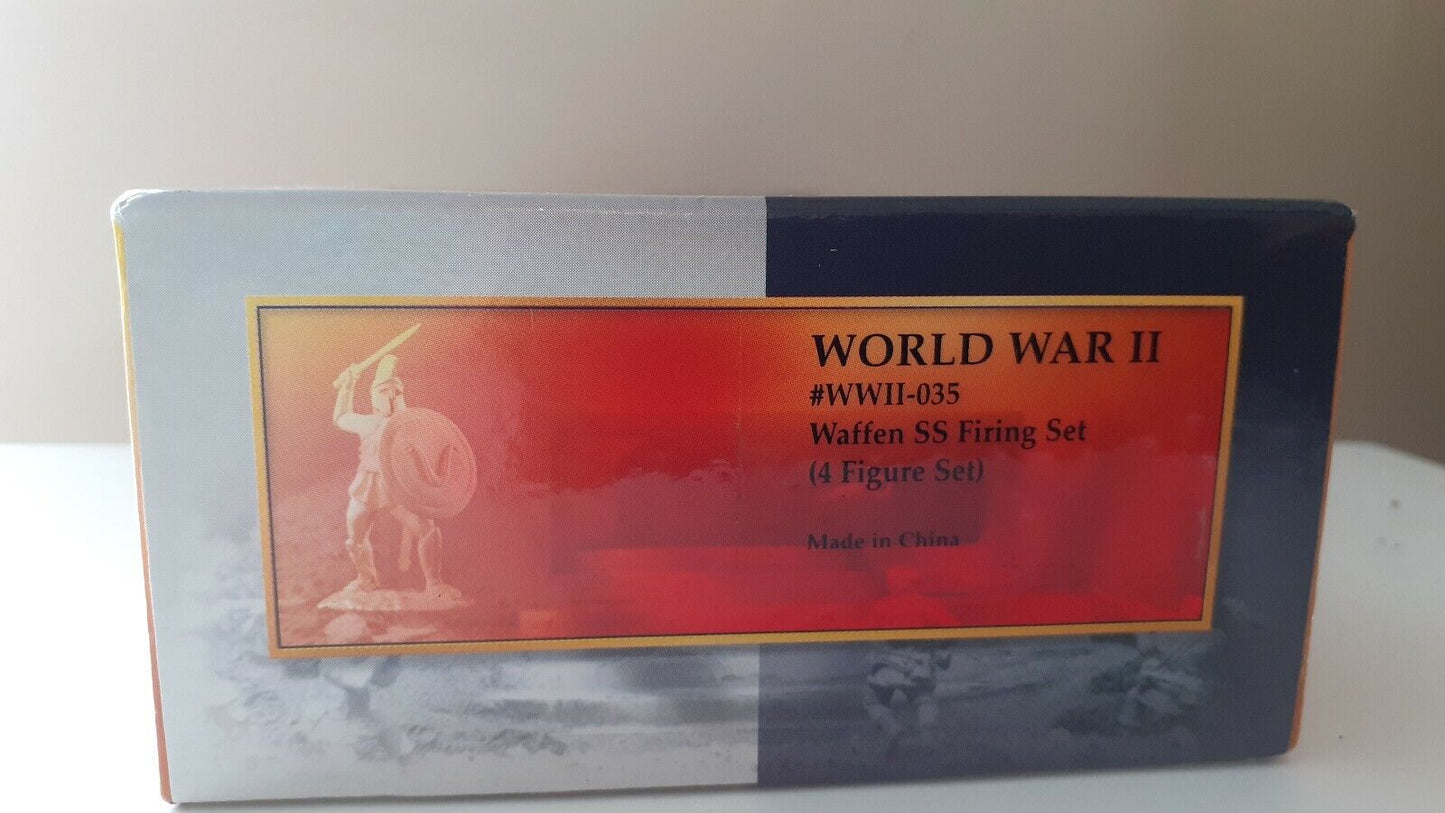 WORLD WAR II
#WWII-035
Waffen SS Firing Set
(4 Figure Set)
Made in China